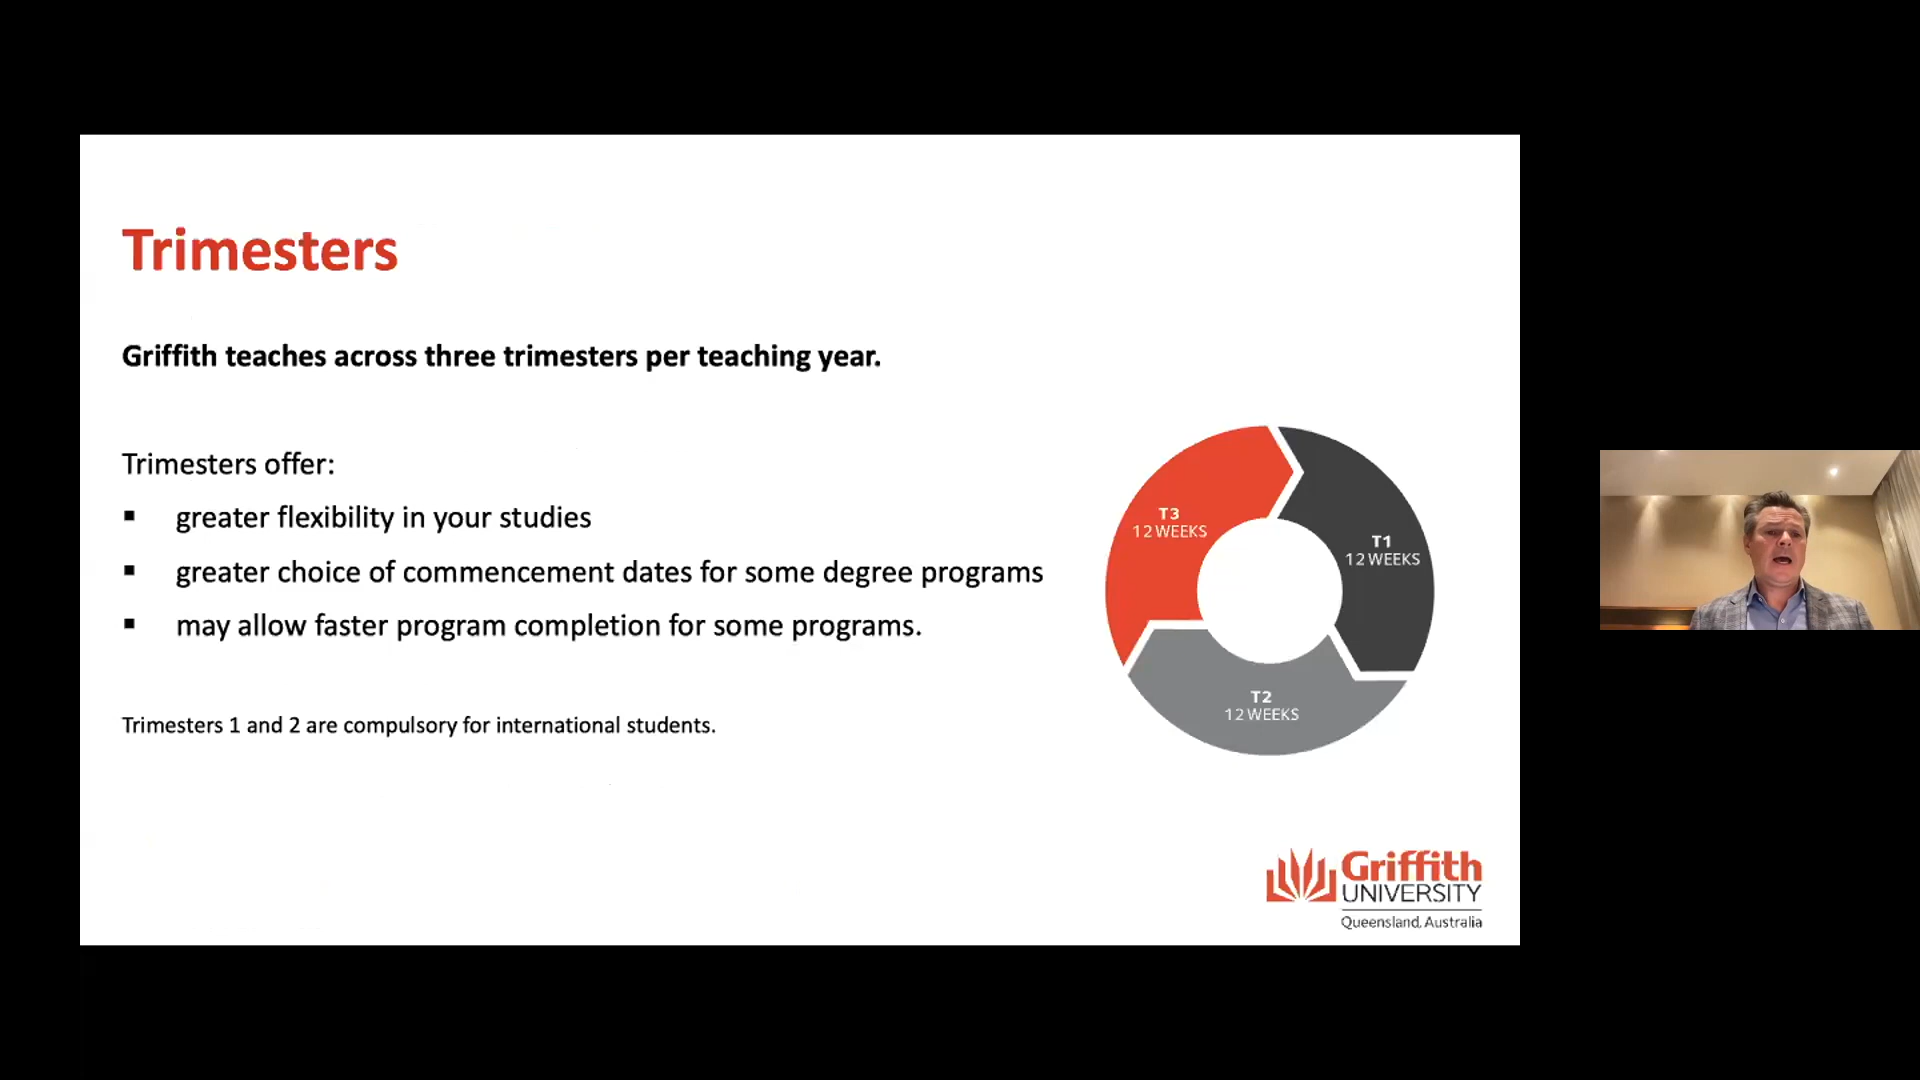 Trimesters
Griffith teaches across three trimesters per teaching year.
Trimesters offer:
▪ greater flexibility in your studies
▪ greater choice of commencement dates for some degree programs
▪ may allow faster program completion for some programs.
Trimesters 1 and 2 are compulsory for international students.
T3
12 WEEKS
T1
12 WEEKS
T2
12 WEEKS
Griffith
UNIVERSITY
Queensland, Australia